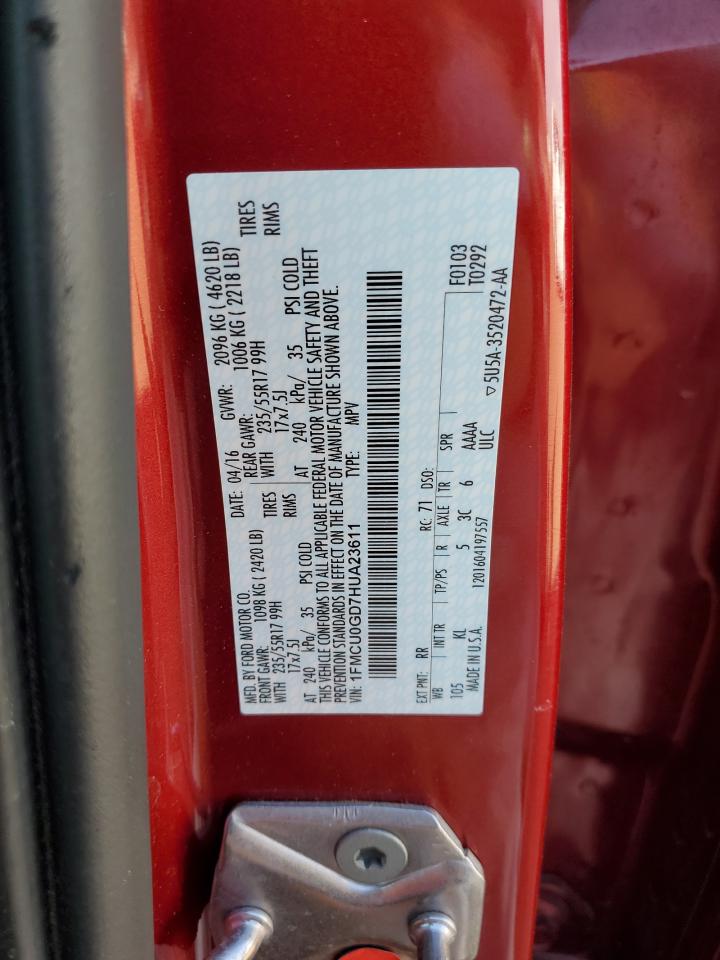 MFD. BY FORD MOTOR CO.
DATE: 04/16 GVWR: 2096 KG ( 4620 LB)
FRONT GAWR: 1098 KG ( 2420 LB) REAR GAWR: 1006 KG ( 2218 LB)
WITH 235/55R17 99H TIRES WITH 235/55R17 99H TIRES
17x7.5J RIMS 17x7.5J RIMS
AT 240 kPa/ 35 PSI COLD AT 240 kPa/ 35 PSI COLD
THIS VEHICLE CONFORMS TO ALL APPLICABLE FEDERAL MOTOR VEHICLE SAFETY AND THEFT
PREVENTION STANDARDS IN EFFECT ON THE DATE OF MANUFACTURE SHOWN ABOVE.
VIN: 1FMCU0GD7HUA23611 TYPE: MPV
F0103
T0292
EXT PNT: RR RC: 71 DSO:
WB INT TR TP/PS R AXLE TR SPR
105 KL 5 3C 6 AAAA
ULC
MADE IN U.S.A. 1201604197557 ▽5U5A-3520472-AA